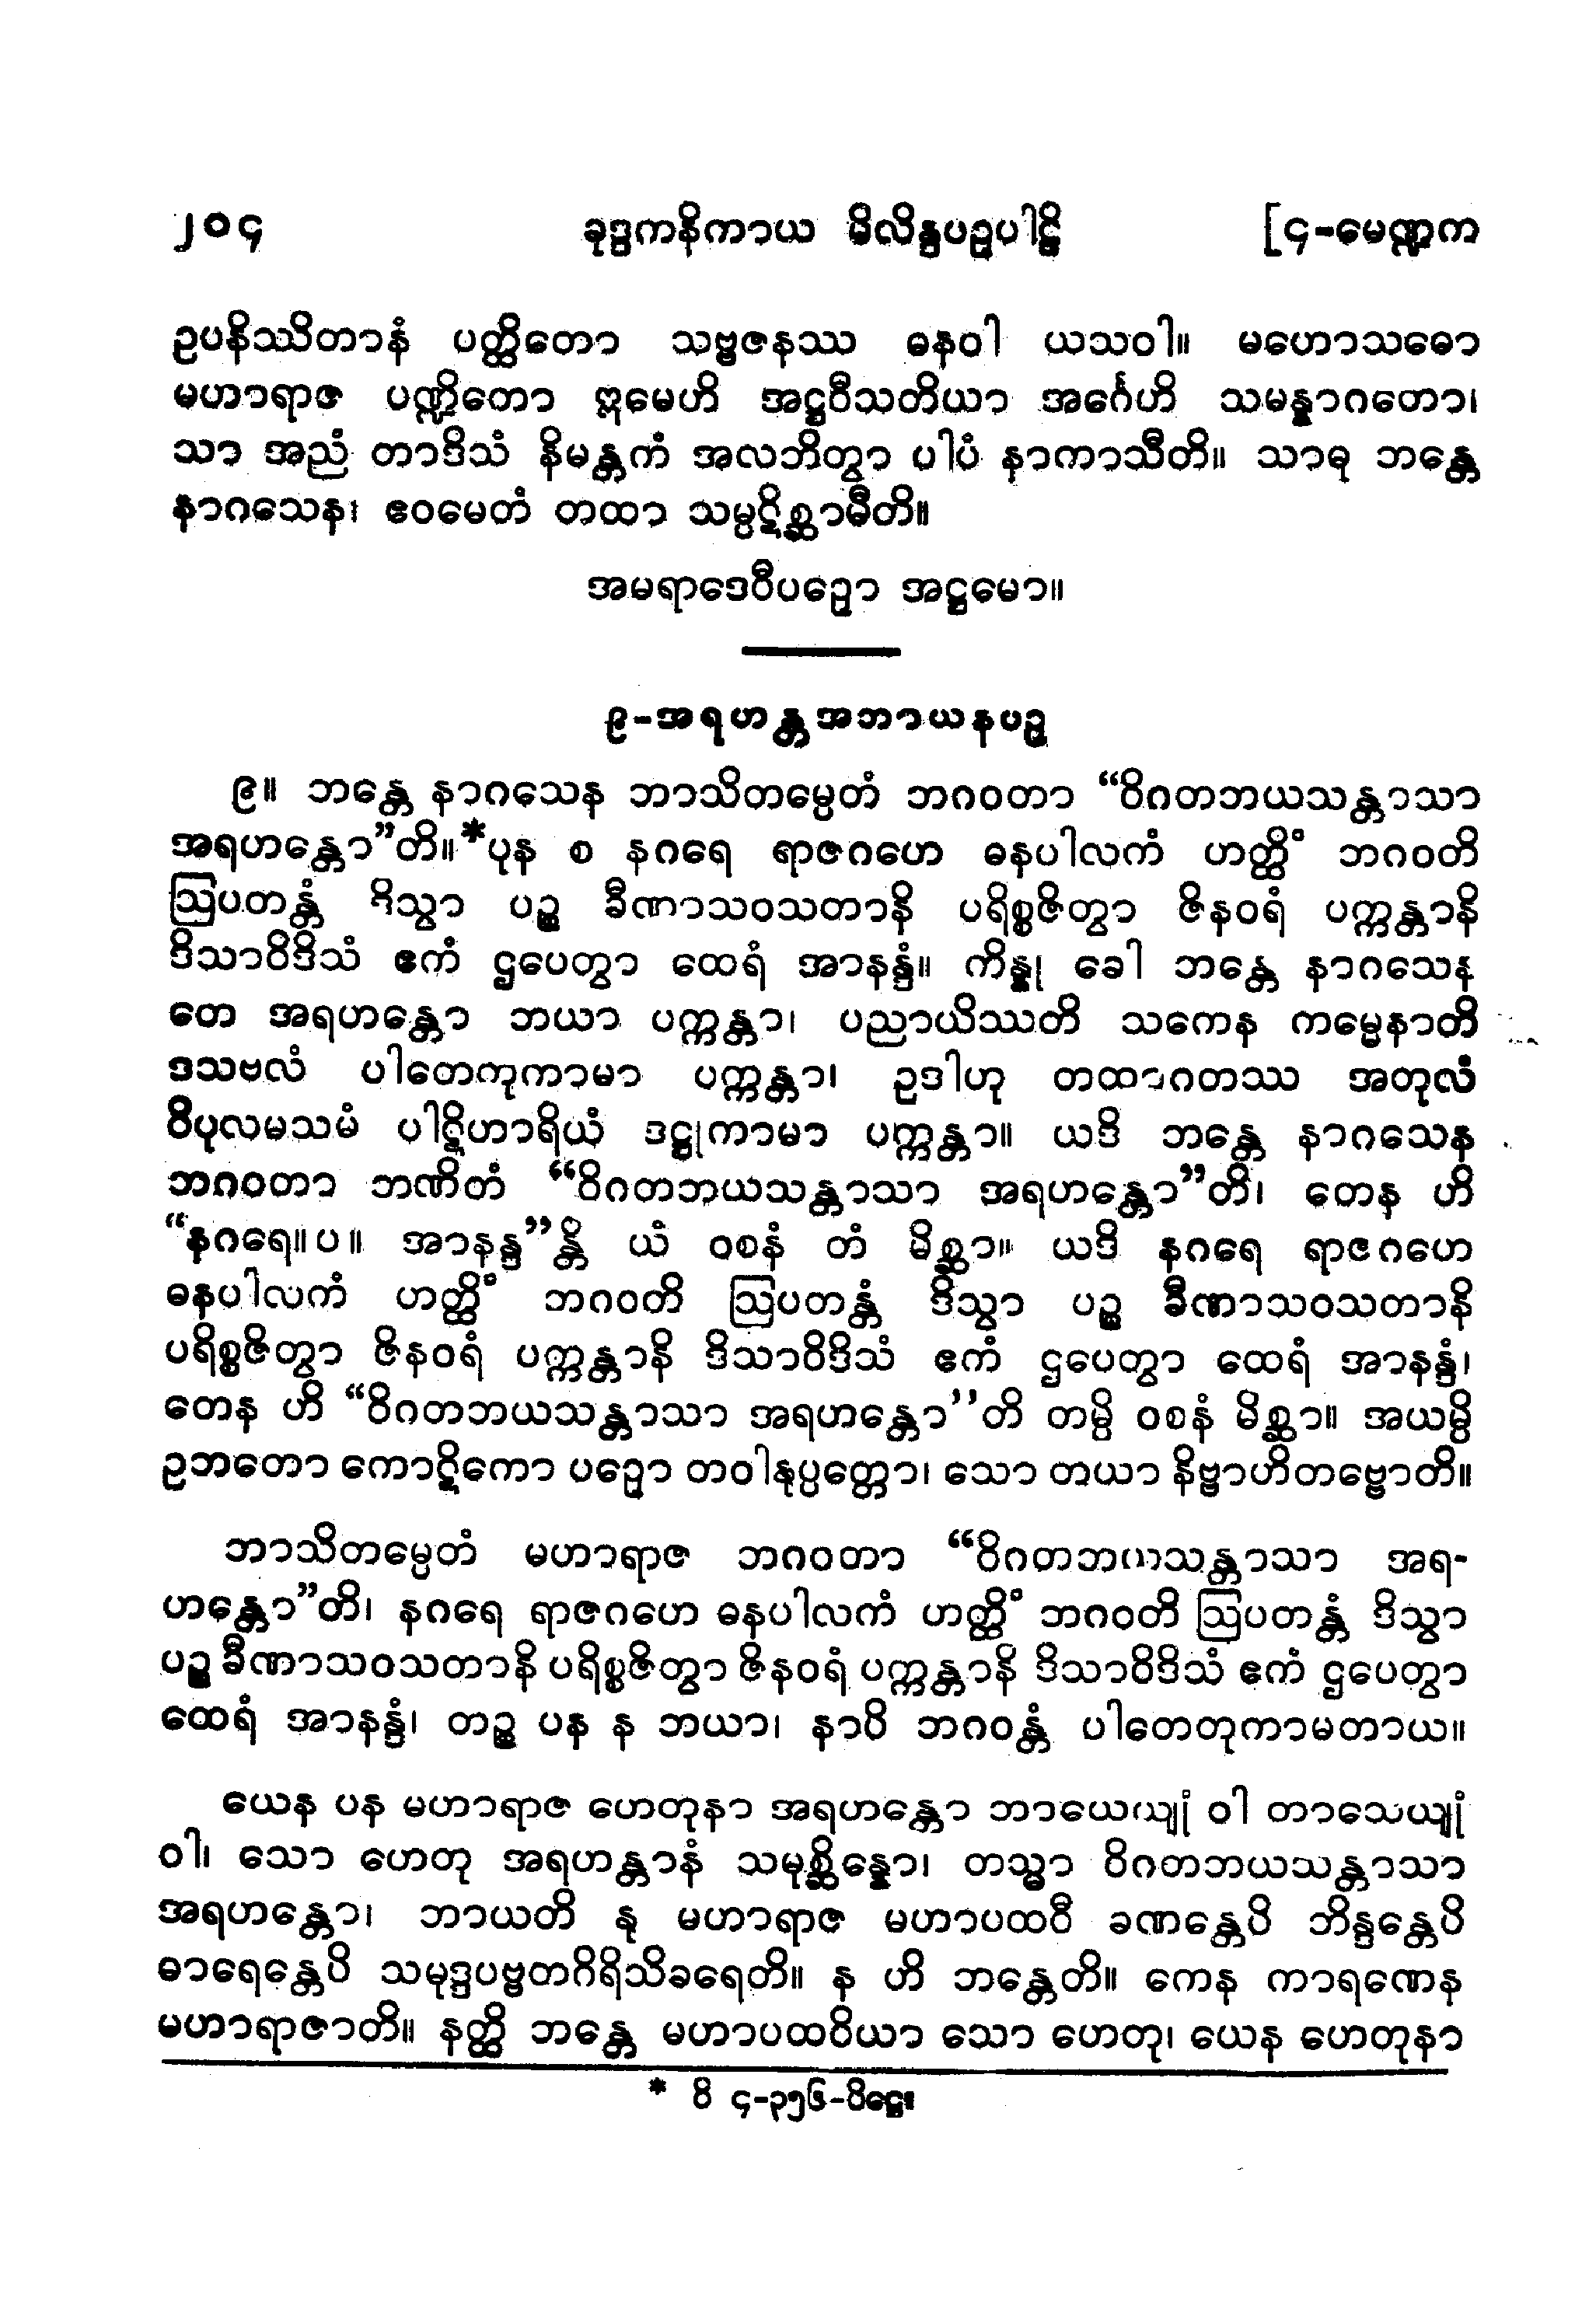 ၂၀၄ ခုဒ္ဒကနိကာယ မိလိန္ဒပဉှပါဠိ [၄-မေဏ္ဍက
ဥပနိဿိတာနံ ပတ္ထိတော သဗ္ဗဇနဿ ဓနဝါ ယသဝါ။ မဟောသဓော
မဟာရာဇ ပဏ္ဍိတော ဣမေဟိ အဋ္ဌဝီသတိယာ အင်္ဂေဟိ သမန္နာဂတော၊
သာ အညံ တာဒိသံ နိမန္တကံ အလဘိတွာ ပါပံ နာကာသီတိ။ သာဓု ဘန္တေ
နာဂသေန၊ ဧဝမေတံ တထာ သမ္ပဋိစ္ဆာမီတိ။
အမရာဒေဝီပဉှော အဋ္ဌမော။
၉-အရဟန္တအဘာယနပဉှ
၉။ ဘန္တေ နာဂသေန ဘာသိတမ္ပေတံ ဘဂဝတာ “ဝိဂတဘယသန္တာသာ
အရဟန္တော”တိ။*ပုန စ နဂရေ ရာဇဂဟေ ဓနပါလကံ ဟတ္ထိံ ဘဂဝတိ
ဩပတန္တံ ဒိသွာ ပဉ္စ ခီဏာသဝသတာနိ ပရိစ္စဇိတွာ ဇိနဝရံ ပက္ကန္တာနိ
ဒိသာဝိဒိသံ ဧကံ ဌပေတွာ ထေရံ အာနန္ဒံ။ ကိန္နု ခေါ ဘန္တေ နာဂသေန
တေ အရဟန္တော ဘယာ ပက္ကန္တာ၊ ပညာယိဿတိ သကေန ကမ္မေနာတိ
ဒသဗလံ ပါတေကုကာမာ ပက္ကန္တာ၊ ဥဒါဟု တထာဂတဿ အတုလံ
ဝိပုလမသမံ ပါဋိဟာရိယံ ဒဋ္ဌုကာမာ ပက္ကန္တာ။ ယဒိ ဘန္တေ နာဂသေန
ဘဂဝတာ ဘဏိတံ “ဝိဂတဘယသန္တာသာ အရဟန္တော”တိ၊ တေန ဟိ
“နဂရေ။ပ။ အာနန္ဒ”န္တိ ယံ ဝစနံ တံ မိစ္ဆာ။ ယဒိ နဂရေ ရာဇဂဟေ
ဓနပါလကံ ဟတ္ထိံ ဘဂဝတိ ဩပတန္တံ ဒိသွာ ပဉ္စ ခီဏာသဝသတာနိ
ပရိစ္စဇိတွာ ဇိနဝရံ ပက္ကန္တာနိ ဒိသာဝိဒိသံ ဧကံ ဌပေတွာ ထေရံ အာနန္ဒံ၊
တေန ဟိ “ဝိဂတဘယသန္တာသာ အရဟန္တော’’တိ တမ္ပိ ဝစနံ မိစ္ဆာ။ အယမ္ပိ
ဥဘတော ကောဋိကော ပဉှော တဝါနုပ္ပတ္တော၊ သော တယာ နိဗ္ဗာဟိတဗ္ဗောတိ။
ဘာသိတမ္ပေတံ မဟာရာဇ ဘဂဝတာ “ဝိဂတဘယသန္တာသာ အရ-
ဟန္တော”တိ၊ နဂရေ ရာဇဂဟေ ဓနပါလကံ ဟတ္ထိံ ဘဂဝတိ ဩပတန္တံ ဒိသွာ
ပဉ္စ ခီဏာသဝသတာနိ ပရိစ္စဇိတွာ ဇိနဝရံ ပက္ကန္တာနိ ဒိသာဝိဒိသံ ဧကံ ဌပေတွာ
ထေရံ အာနန္ဒံ၊ တဉ္စ ပန န ဘယာ၊ နာပိ ဘဂဝန္တံ ပါတေတုကာမတာယ။
ယေန ပန မဟာရာဇ ဟေတုနာ အရဟန္တော ဘာယေယျုံ ဝါ တာသေယျုံ
ဝါ၊ သော ဟေတု အရဟန္တာနံ သမုစ္ဆိန္နော၊ တသ္မာ ဝိဂတဘယသန္တာသာ
အရဟန္တော၊ ဘာယတိ နု မဟာရာဇ မဟာပထဝီ ခဏန္တေပိ ဘိန္ဒန္တေပိ
ဓာရေန္တေပိ သမုဒ္ဒပဗ္ဗတဂိရိသိခရေတိ။ န ဟိ ဘန္တေတိ။ ကေန ကာရဏေန
မဟာရာဇာတိ။ နတ္ထိ ဘန္တေ မဟာပထဝိယာ သော ဟေတု၊ ယေန ဟေတုနာ
* ဝိ ၄-၃၅၆-ပိဋ္ဌေ။